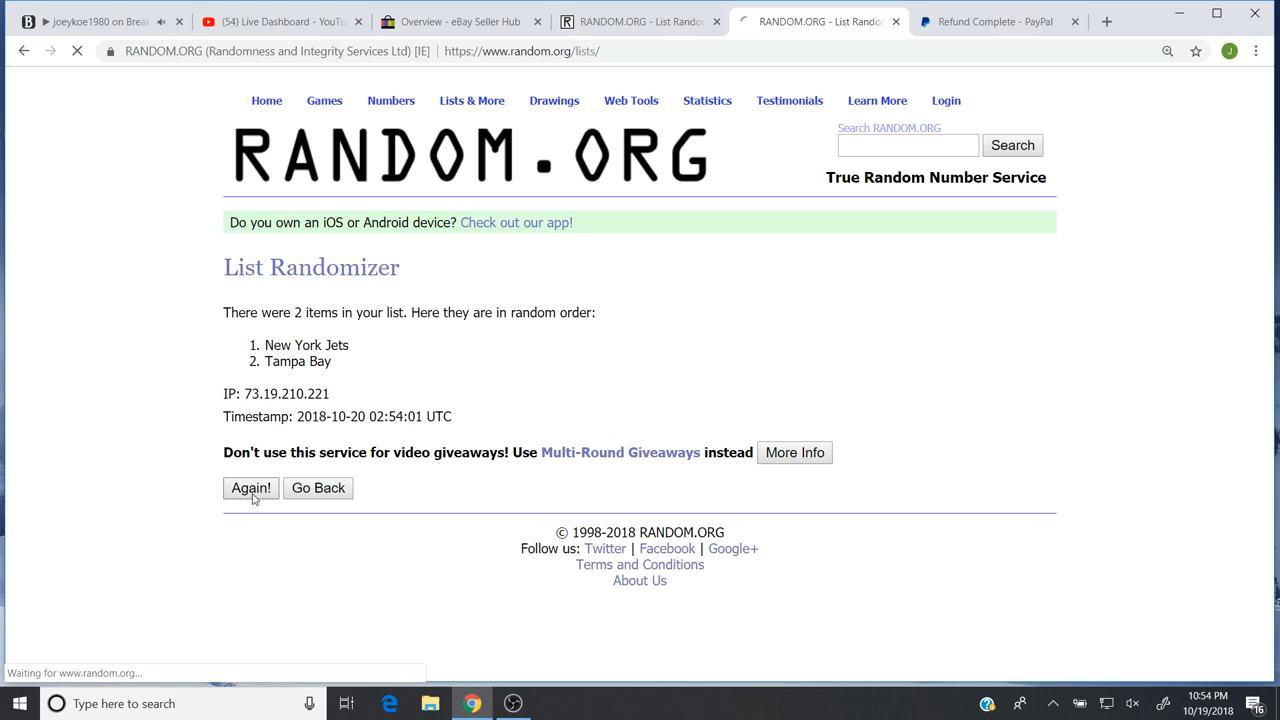 joeykoe1980 on Break
(54) Live Dashboard - YouTu
Overview - eBay Seller Hub
RANDOM.ORG - List Rando
RANDOM.ORG - List Rando
Refund Complete - PayPal
RANDOM.ORG (Randomness and Integrity Services Ltd) [IE] | https://www.random.org/lists/
J
Home Games Numbers Lists & More Drawings Web Tools Statistics Testimonials Learn More Login
RANDOM.ORG
Search RANDOM.ORG
Search
True Random Number Service
Do you own an iOS or Android device? Check out our app!
List Randomizer
There were 2 items in your list. Here they are in random order:
1. New York Jets
2. Tampa Bay
IP: 73.19.210.221
Timestamp: 2018-10-20 02:54:01 UTC
Don't use this service for video giveaways! Use Multi-Round Giveaways instead More Info
Again! Go Back
© 1998-2018 RANDOM.ORG
Follow us: Twitter | Facebook | Google+
Terms and Conditions
About Us
Waiting for www.random.org...
Type here to search
10:54 PM
10/19/2018
16